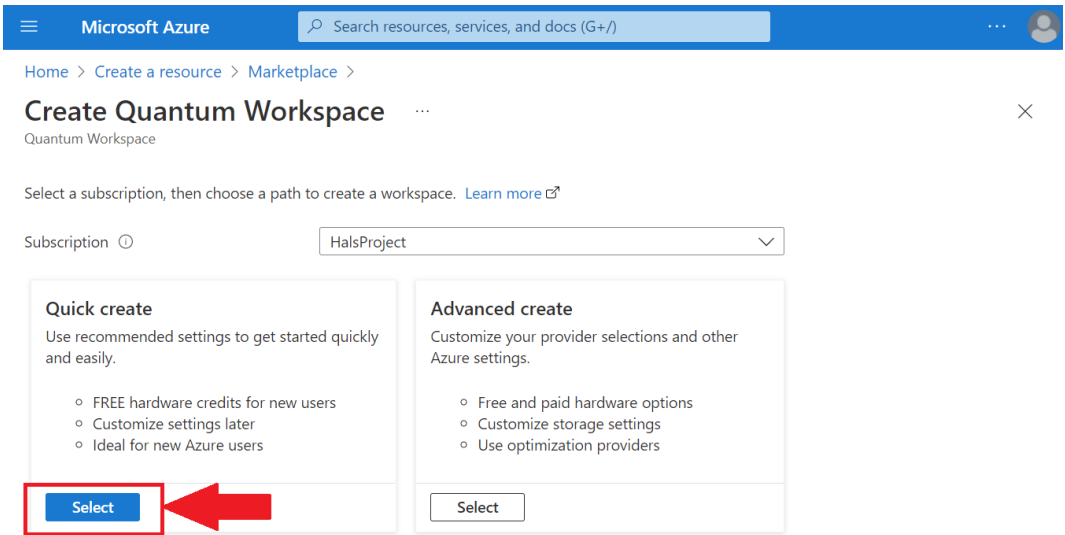 Microsoft Azure
Search resources, services, and docs (G+/)
Home > Create a resource > Marketplace >
Create Quantum Workspace ...
Quantum Workspace
Select a subscription, then choose a path to create a workspace. Learn more
Subscription
HalsProject
Quick create
Use recommended settings to get started quickly
and easily.
FREE hardware credits for new users
Customize settings later
Ideal for new Azure users
Select
Advanced create
Customize your provider selections and other
Azure settings.
Free and paid hardware options
Customize storage settings
Use optimization providers
Select